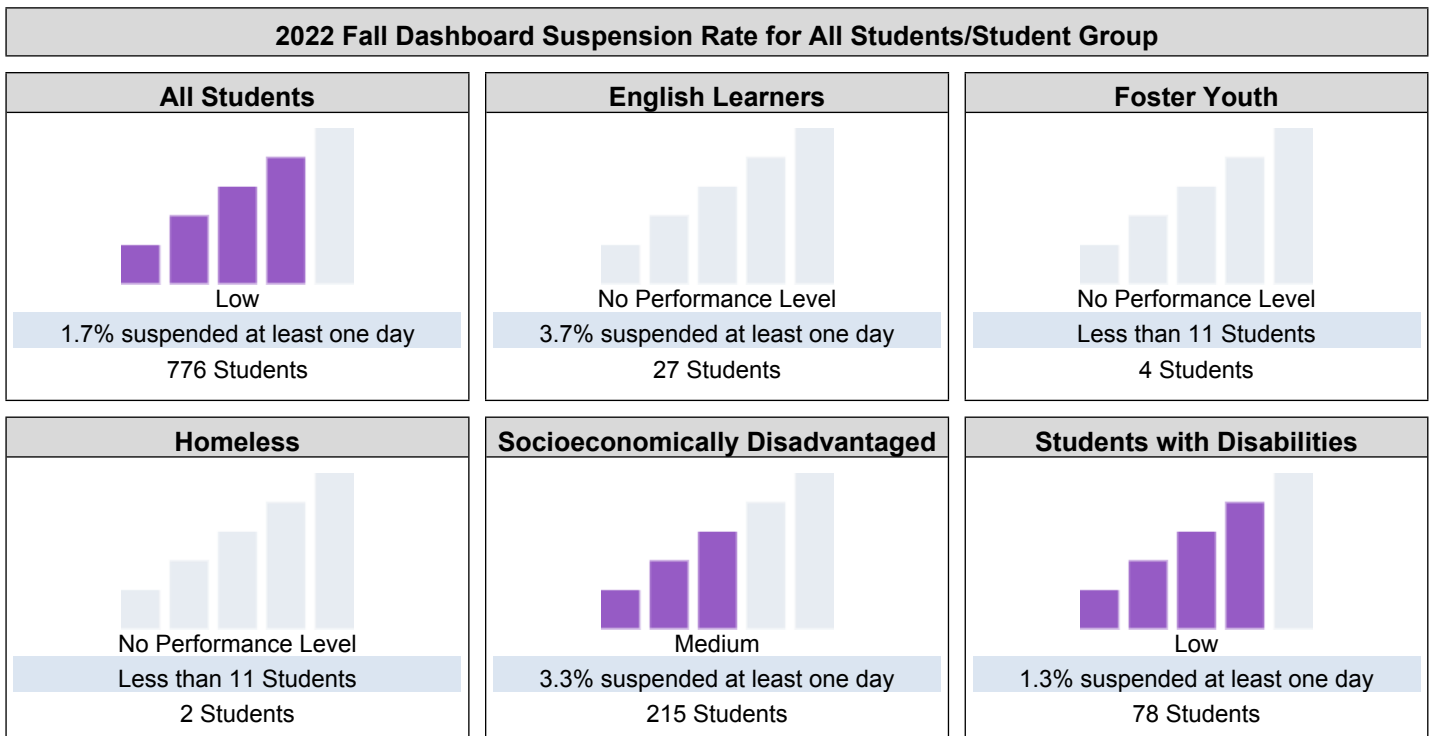 2022 Fall Dashboard Suspension Rate for All Students/Student Group
All Students
Low
1.7% suspended at least one day
776 Students
English Learners
No Performance Level
3.7% suspended at least one day
27 Students
Foster Youth
No Performance Level
Less than 11 Students
4 Students
Homeless
No Performance Level
Less than 11 Students
2 Students
Socioeconomically Disadvantaged
Medium
3.3% suspended at least one day
215 Students
Students with Disabilities
Low
1.3% suspended at least one day
78 Students